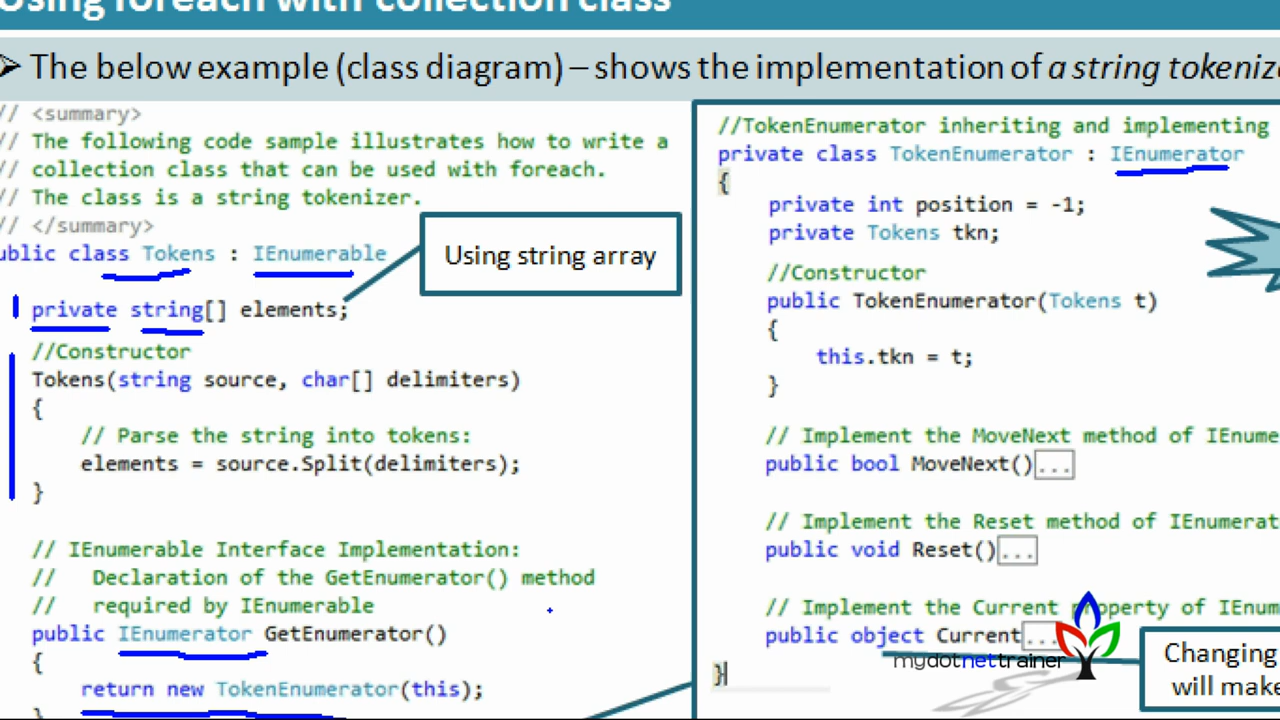 Using foreach with collection class
➢ The below example (class diagram) – shows the implementation of a string tokenize
// <summary>
// The following code sample illustrates how to write a
// collection class that can be used with foreach.
// The class is a string tokenizer.
// </summary>
ublic class Tokens : IEnumerable
Using string array
private string[] elements;
//Constructor
Tokens(string source, char[] delimiters)
{
// Parse the string into tokens:
elements = source.Split(delimiters);
}
// IEnumerable Interface Implementation:
// Declaration of the GetEnumerator() method
// required by IEnumerable
public IEnumerator GetEnumerator()
{
return new TokenEnumerator(this);
}
//TokenEnumerator inheriting and implementing
private class TokenEnumerator : IEnumerator
{
private int position = -1;
private Tokens tkn;
//Constructor
public TokenEnumerator(Tokens t)
{
this.tkn = t;
}
// Implement the MoveNext method of IEnume
public bool MoveNext()...
// Implement the Reset method of IEnumerat
public void Reset()...
// Implement the Current property of IEnum
public object Current...
}
mydotnettrainer
Changing
will make